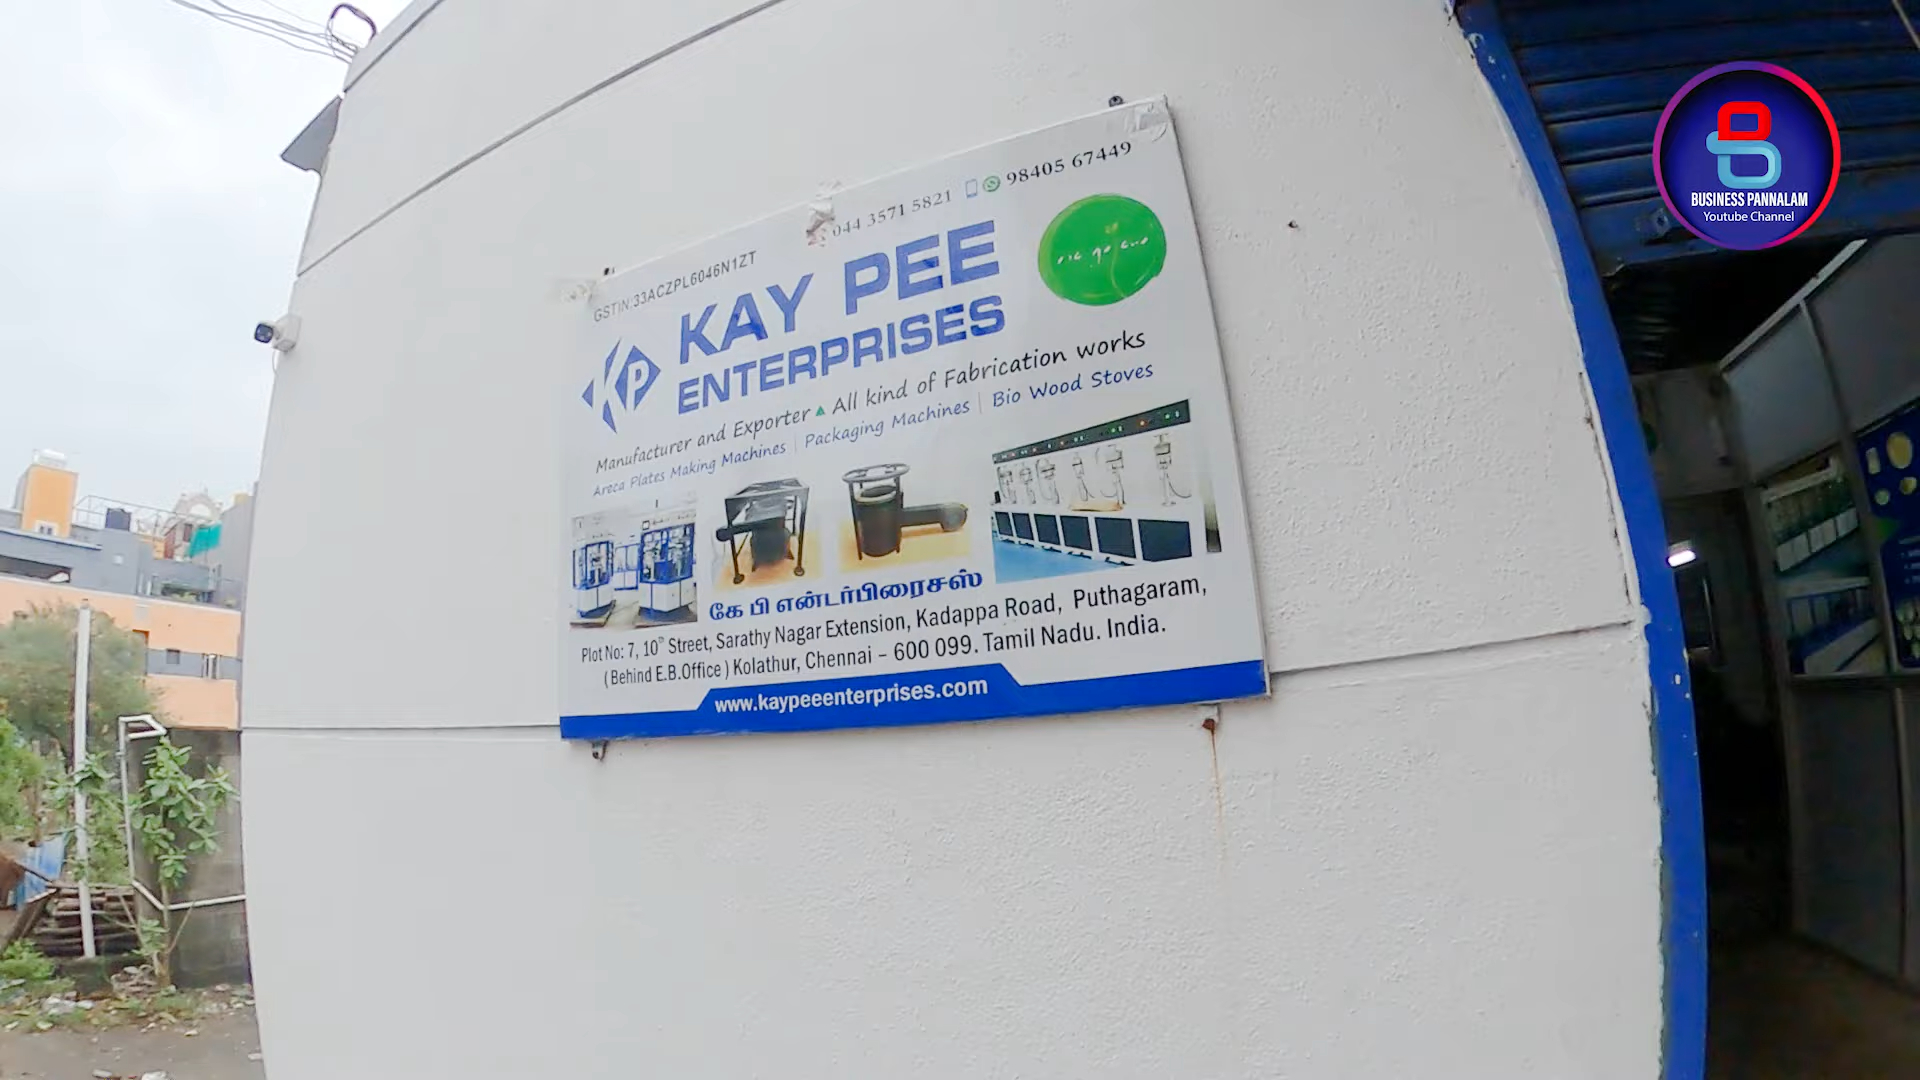 GSTIN:33ACZPL6046N1ZT
044 3571 5821 98405 67449
KP
KAY PEE
ENTERPRISES
Manufacturer and Exporter ▲ All kind of Fabrication works
Areca Plates Making Machines | Packaging Machines | Bio Wood Stoves
கே பி என்டர்பிரைசஸ்
Plot No: 7, 10th Street, Sarathy Nagar Extension, Kadappa Road, Puthagaram,
(Behind E.B.Office) Kolathur, Chennai – 600 099. Tamil Nadu. India.
www.kaypeeenterprises.com
BUSINESS PANNALAM
Youtube Channel